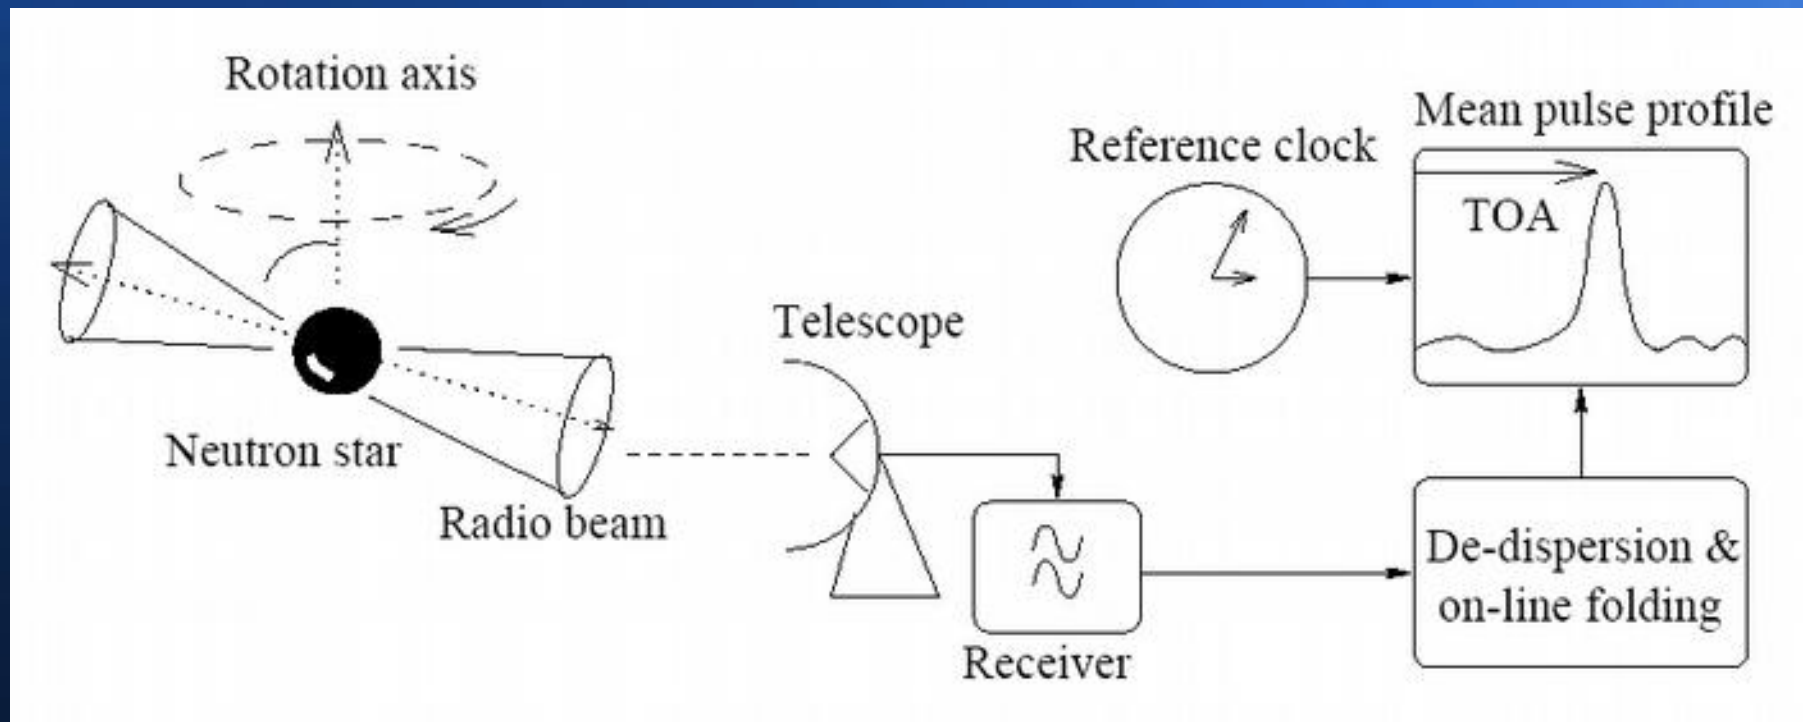 Rotation axis
Neutron star
Radio beam
Telescope
Receiver
Reference clock
Mean pulse profile
TOA
De-dispersion &
on-line folding